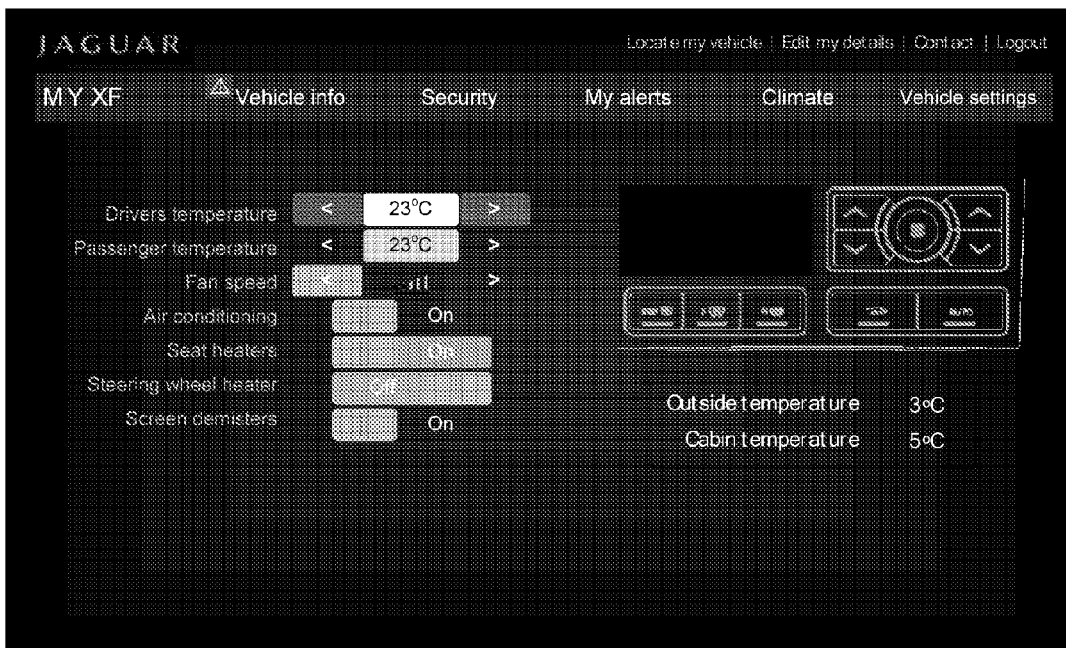 JAGUAR
Locate my vehicle | Edit my details | Contact | Logout
MY XF Vehicle info Security My alerts Climate Vehicle settings
Drivers temperature < 23°C >
Passenger temperature < 23°C >
Fan speed < >
Air conditioning On
Seat heaters On
Steering wheel heater Off
Screen demisters On
AUTO
Outside temperature 3°C
Cabin temperature 5°C